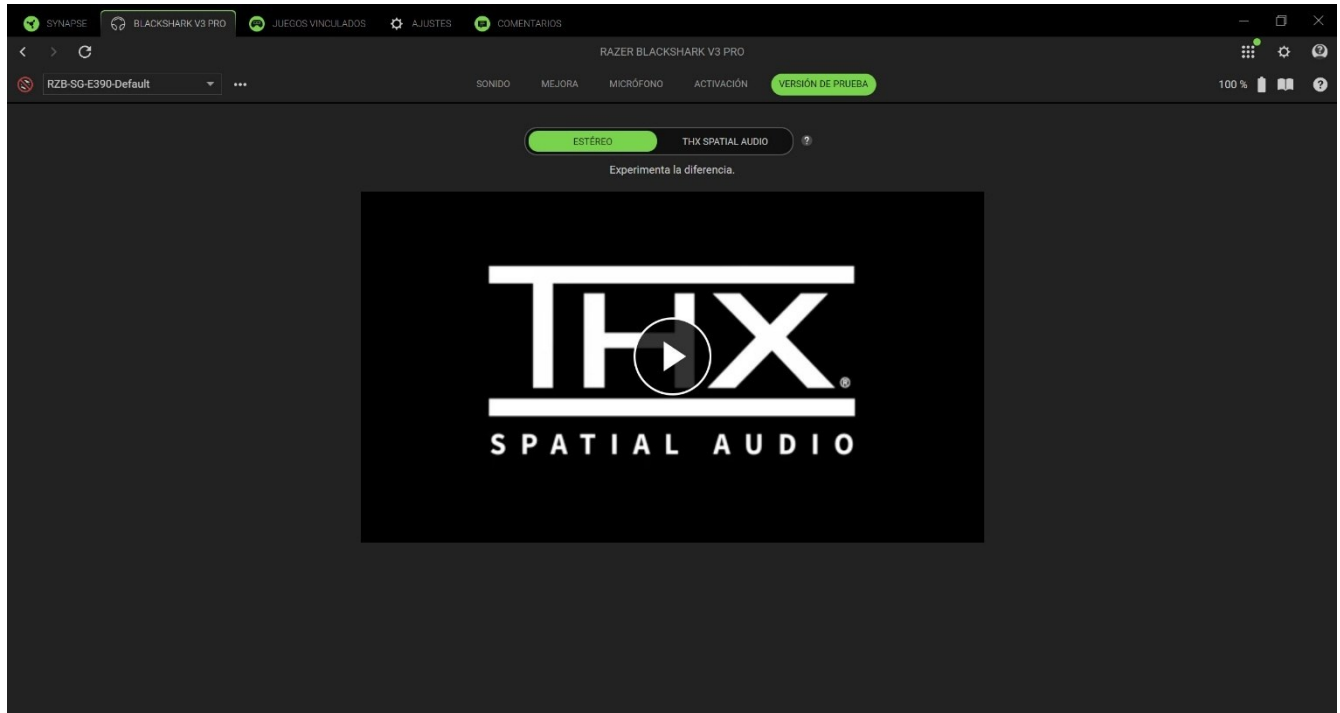 SYNAPSE BLACKSHARK V3 PRO JUEGOS VINCULADOS AJUSTES COMENTARIOS
RAZER BLACKSHARK V3 PRO
RZB-SG-E390-Default SONIDO MEJORA MICRÓFONO ACTIVACIÓN VERSIÓN DE PRUEBA 100 %
ESTÉREO THX SPATIAL AUDIO ?
Experimenta la diferencia.
THX®
SPATIAL AUDIO